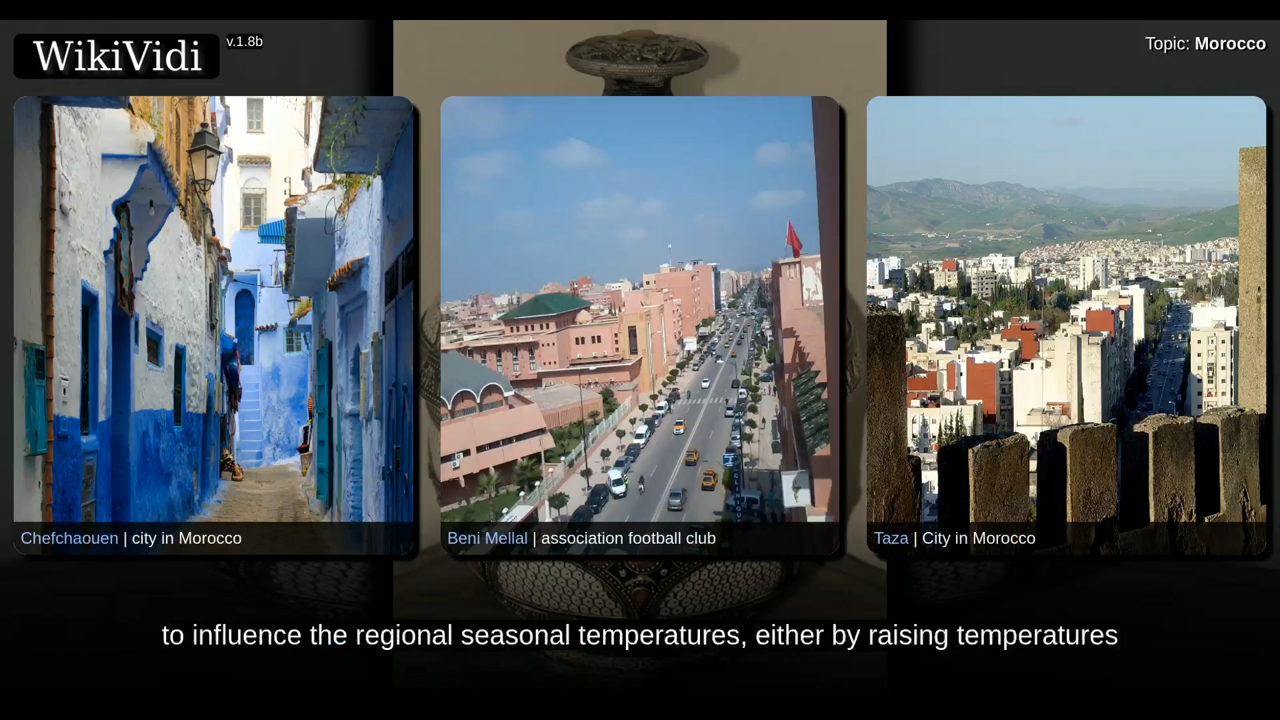 WikiVidi v.1.8b
Topic: Morocco
Chefchaouen | city in Morocco
Beni Mellal | association football club
Taza | City in Morocco
to influence the regional seasonal temperatures, either by raising temperatures